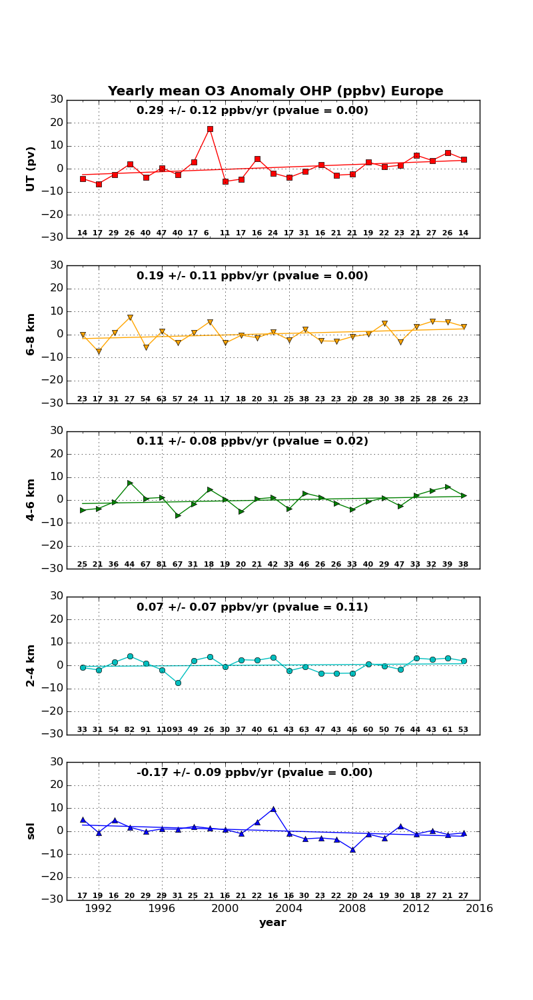 Yearly mean O3 Anomaly OHP (ppbv) Europe
0.29 +/- 0.12 ppbv/yr (pvalue = 0.00)
UT (pv)
30
20
10
0
−10
−20
−30
14 17 29 26 40 47 40 17 6 11 17 16 24 17 31 16 21 21 19 22 23 21 27 26 14
0.19 +/- 0.11 ppbv/yr (pvalue = 0.00)
6-8 km
30
20
10
0
−10
−20
−30
23 17 31 27 54 63 57 24 11 17 18 20 31 25 38 23 23 20 28 30 38 25 28 26 23
0.11 +/- 0.08 ppbv/yr (pvalue = 0.02)
4-6 km
30
20
10
0
−10
−20
−30
25 21 36 44 67 81 67 31 18 19 20 21 42 33 46 26 26 33 40 29 47 33 32 39 38
0.07 +/- 0.07 ppbv/yr (pvalue = 0.11)
2-4 km
30
20
10
0
−10
−20
−30
33 31 54 82 91 110 93 49 26 30 37 40 61 43 63 47 43 46 60 50 76 44 43 61 53
-0.17 +/- 0.09 ppbv/yr (pvalue = 0.00)
sol
30
20
10
0
−10
−20
−30
17 19 16 20 29 29 31 25 21 16 21 22 16 16 30 23 22 20 24 19 30 18 27 21 27
1992 1996 2000 2004 2008 2012 2016
year